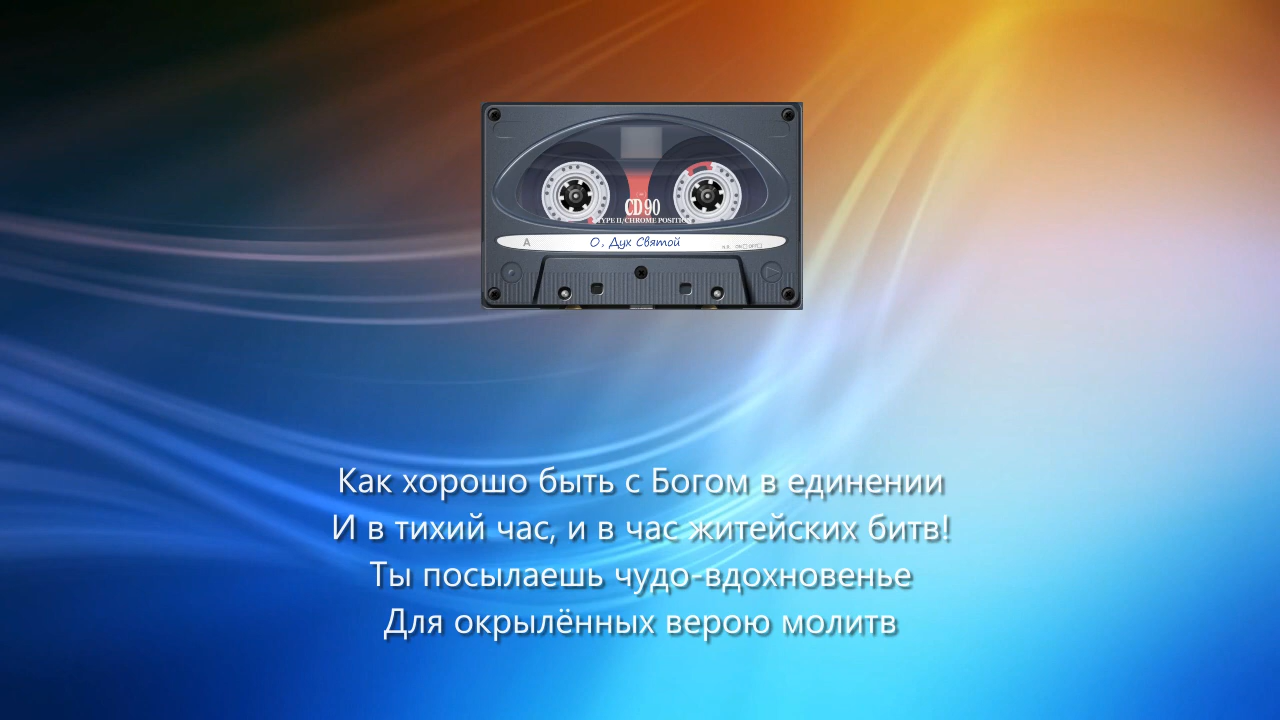 CD90
TYPE II/CHROME POSITION
A
О, Дух Святой
Как хорошо быть с Богом в единении
И в тихий час, и в час житейских битв!
Ты посылаешь чудо-вдохновенье
Для окрылённых верою молитв